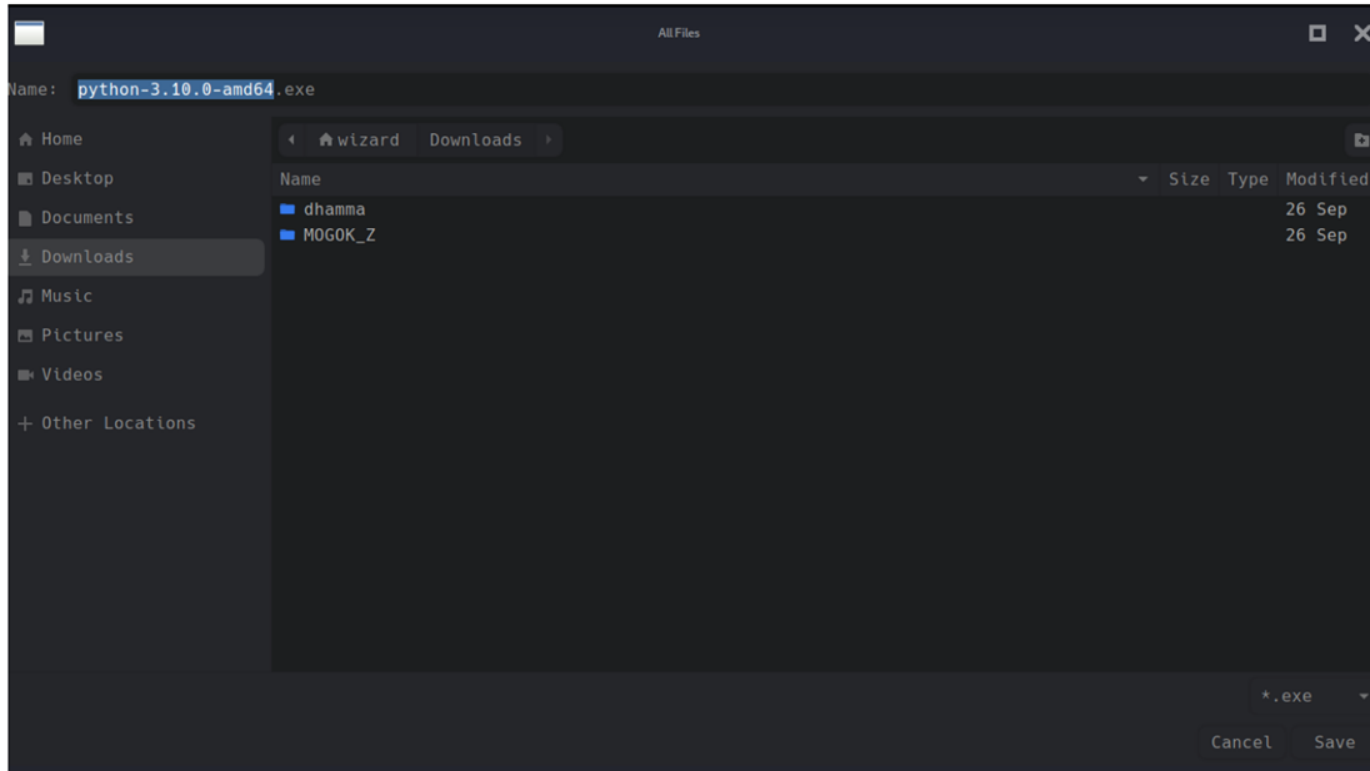 All Files
Name: python-3.10.0-amd64.exe
Home
Desktop
Documents
Downloads
Music
Pictures
Videos
Other Locations
wizard Downloads
Name Size Type Modified
dhamma 26 Sep
MOGOK_Z 26 Sep
*.exe
Cancel Save